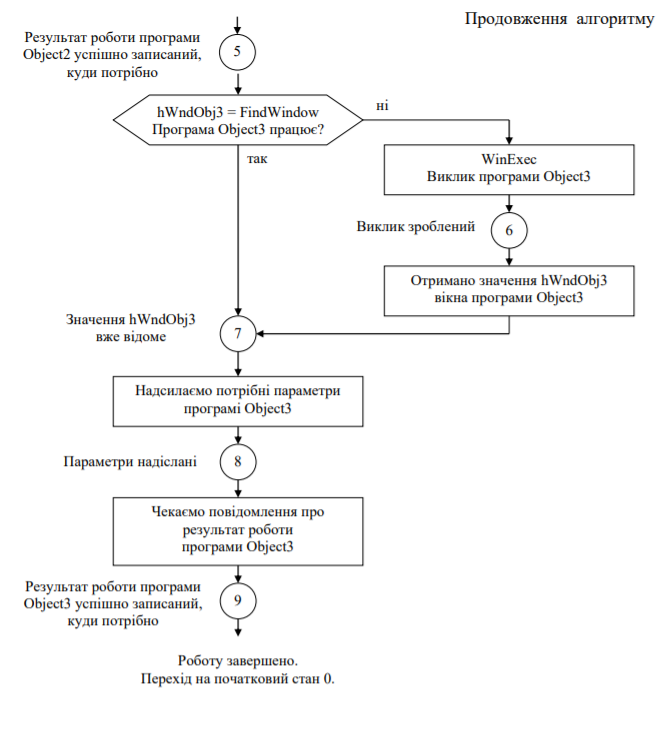 Продовження алгоритму
Результат роботи програми
Object2 успішно записаний,
куди потрібно
5
hWndObj3 = FindWindow
Програма Object3 працює?
ні
так
WinExec
Виклик програми Object3
Виклик зроблений
6
Отримано значення hWndObj3
вікна програми Object3
Значення hWndObj3
вже відоме
7
Надсилаємо потрібні параметри
програмі Object3
Параметри надіслані
8
Чекаємо повідомлення про
результат роботи
програми Object3
Результат роботи програми
Object3 успішно записаний,
куди потрібно
9
Роботу завершено.
Перехід на початковий стан 0.